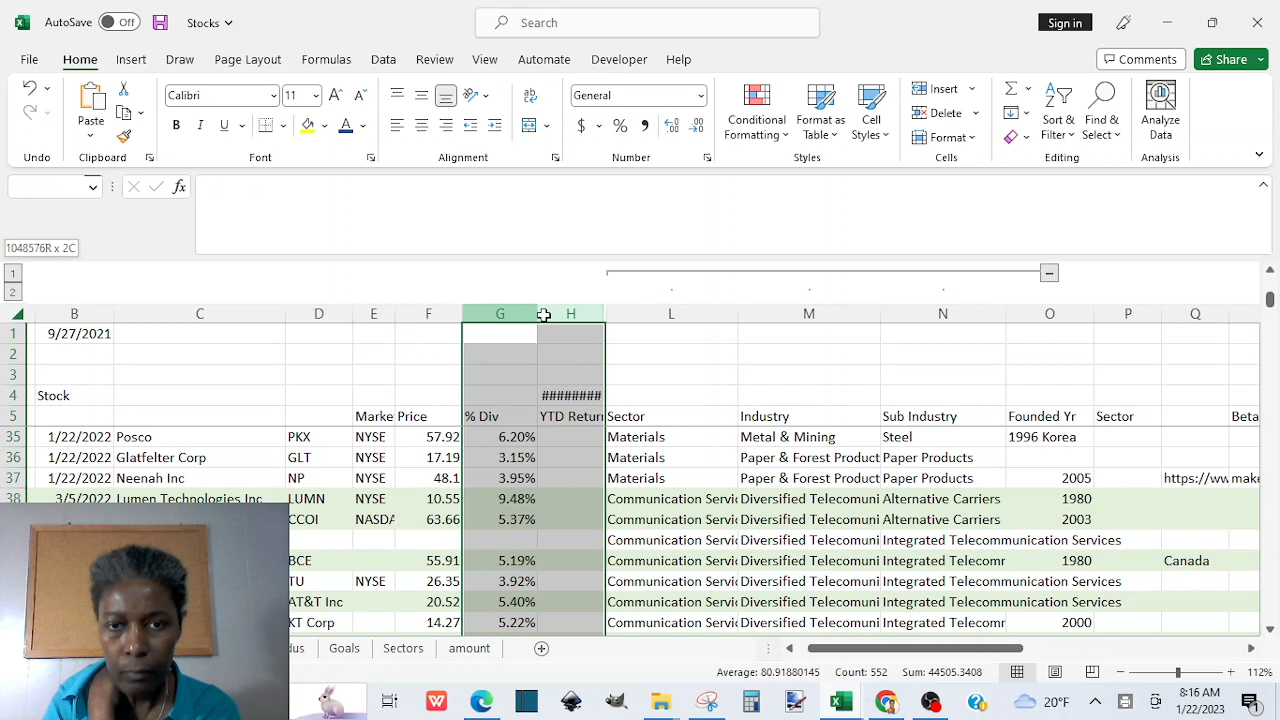 AutoSave Off Stocks Search Sign in
File Home Insert Draw Page Layout Formulas Data Review View Automate Developer Help Comments Share
Calibri 11 General
Paste B I U $ % Conditional Formatting Format as Table Cell Styles Insert Delete Format Sort & Filter Find & Select Analyze Data
Undo Clipboard Font Alignment Number Styles Cells Editing Analysis
fx
1048576R x 2C
1
2
B C D E F G H L M N O P Q
1 9/27/2021
2
3
4 Stock ########
5 Marke Price % Div YTD Return Sector Industry Sub Industry Founded Yr Sector Beta
35 1/22/2022 Posco PKX NYSE 57.92 6.20% Materials Metal & Mining Steel 1996 Korea
36 1/22/2022 Glatfelter Corp GLT NYSE 17.19 3.15% Materials Paper & Forest Product Paper Products
37 1/22/2022 Neenah Inc NP NYSE 48.1 3.95% Materials Paper & Forest Product Paper Products 2005 https://www make
38 3/5/2022 Lumen Technologies Inc LUMN NYSE 10.55 9.48% Communication Servic Diversified Telecomuni Alternative Carriers 1980
CCOI NASDA 63.66 5.37% Communication Servic Diversified Telecomuni Alternative Carriers 2003
Communication Servic Diversified Telecomuni Integrated Telecommunication Services
BCE 55.91 5.19% Communication Servic Diversified Telecomuni Integrated Telecomr 1980 Canada
TU NYSE 26.35 3.92% Communication Servic Diversified Telecomuni Integrated Telecommunication Services
AT&T Inc 20.52 5.40% Communication Servic Diversified Telecomuni Integrated Telecommunication Services
KT Corp 14.27 5.22% Communication Servic Diversified Telecomuni Integrated Telecomr 2000
dus Goals Sectors amount
Average: 80.91880145 Count: 552 Sum: 44505.3408 112%
20°F 8:16 AM
1/22/2023